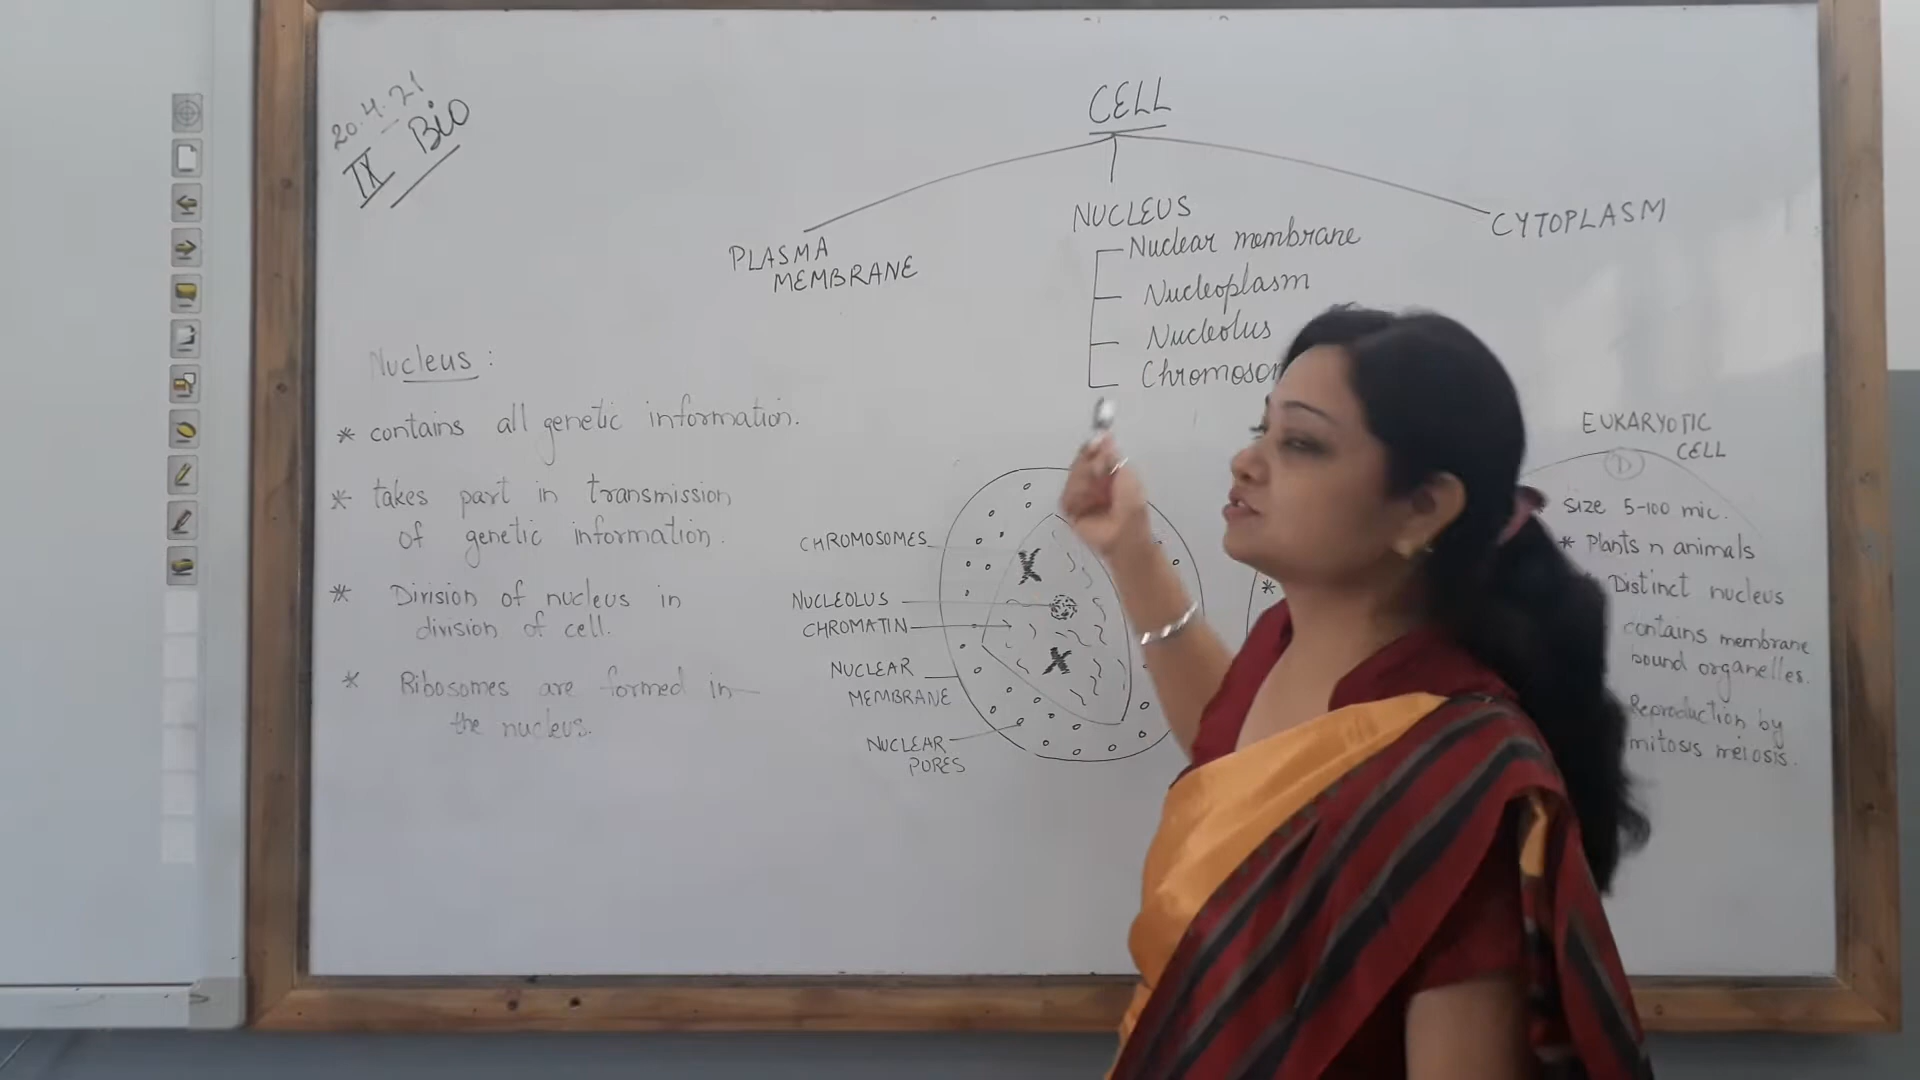 20.4.21
IX Bio
CELL
PLASMA
MEMBRANE
NUCLEUS
Nuclear membrane
Nucleoplasm
Nucleolus
CYTOPLASM
Nucleus :
* contains all genetic information.
* takes part in transmission
of genetic information.
* Division of nucleus in
division of cell.
* Ribosomes are formed in
the nucleus.
CHROMOSOMES
NUCLEOLUS
CHROMATIN
NUCLEAR
MEMBRANE
NUCLEAR
PORES
EUKARYOTIC
CELL
D
Size 5-100 mic.
* Plants n animals
*
Distinct nucleus
contains membrane
bound organelles.
Reproduction by
mitosis meiosis.